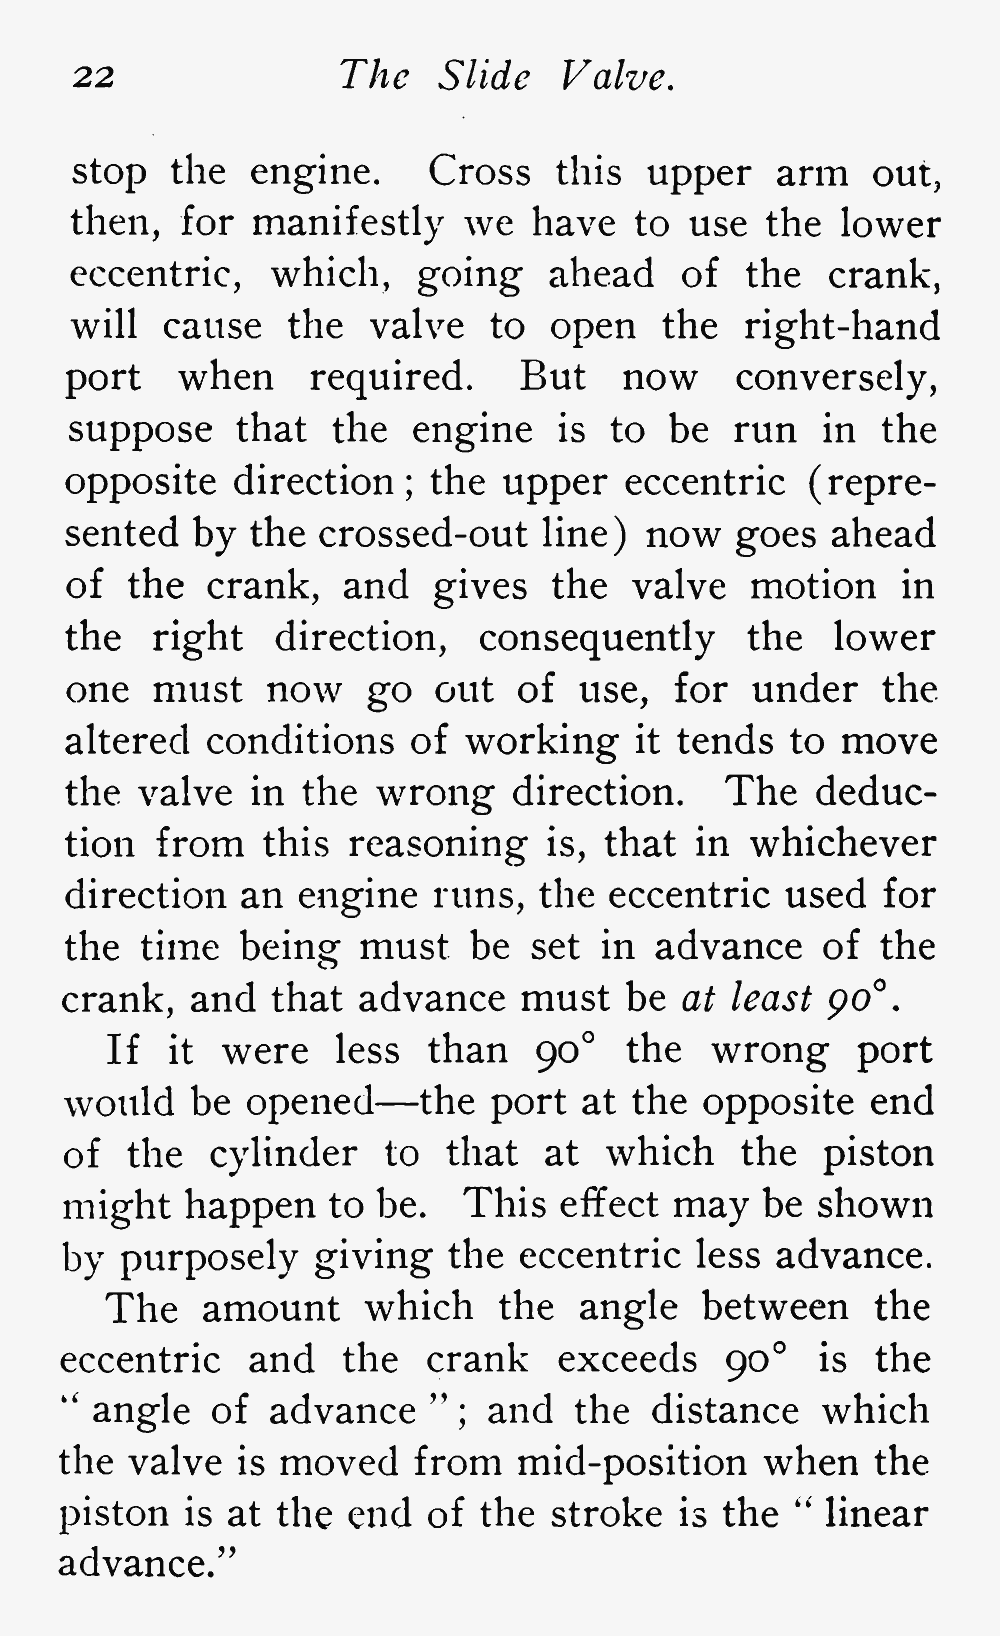 22 The Slide Valve.
stop the engine. Cross this upper arm out,
then, for manifestly we have to use the lower
eccentric, which, going ahead of the crank,
will cause the valve to open the right-hand
port when required. But now conversely,
suppose that the engine is to be run in the
opposite direction; the upper eccentric (repre-
sented by the crossed-out line) now goes ahead
of the crank, and gives the valve motion in
the right direction, consequently the lower
one must now go out of use, for under the
altered conditions of working it tends to move
the valve in the wrong direction. The deduc-
tion from this reasoning is, that in whichever
direction an engine runs, the eccentric used for
the time being must be set in advance of the
crank, and that advance must be at least 90°.
If it were less than 90° the wrong port
would be opened—the port at the opposite end
of the cylinder to that at which the piston
might happen to be. This effect may be shown
by purposely giving the eccentric less advance.
The amount which the angle between the
eccentric and the crank exceeds 90° is the
“angle of advance”; and the distance which
the valve is moved from mid-position when the
piston is at the end of the stroke is the “linear
advance.”